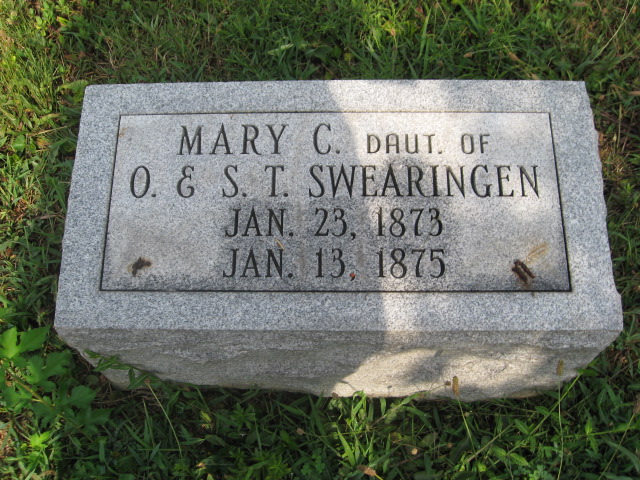 MARY C. DAUT. OF
O. & S. T. SWEARINGEN
JAN. 23, 1873
JAN. 13, 1875